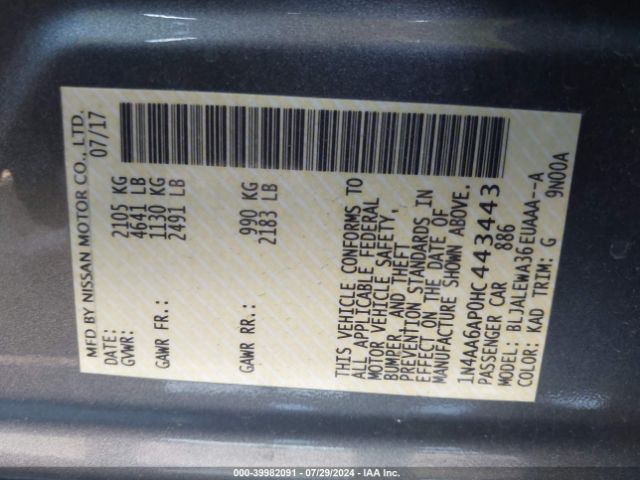 MFD BY NISSAN MOTOR CO., LTD.
DATE: 07/17
GVWR: 2105 KG
4641 LB
GAWR FR.: 1130 KG
2491 LB
GAWR RR.: 990 KG
2183 LB
THIS VEHICLE CONFORMS TO
ALL APPLICABLE FEDERAL
MOTOR VEHICLE SAFETY,
BUMPER, AND THEFT
PREVENTION STANDARDS IN
EFFECT ON THE DATE OF
MANUFACTURE SHOWN ABOVE.
1N4AA6AP0HC443443
PASSENGER CAR 886
MODEL: BLJALEWA36EUAAA--A
COLOR: KAD TRIM: G 9N00A
000-39982091 - 07/29/2024 - IAA Inc.